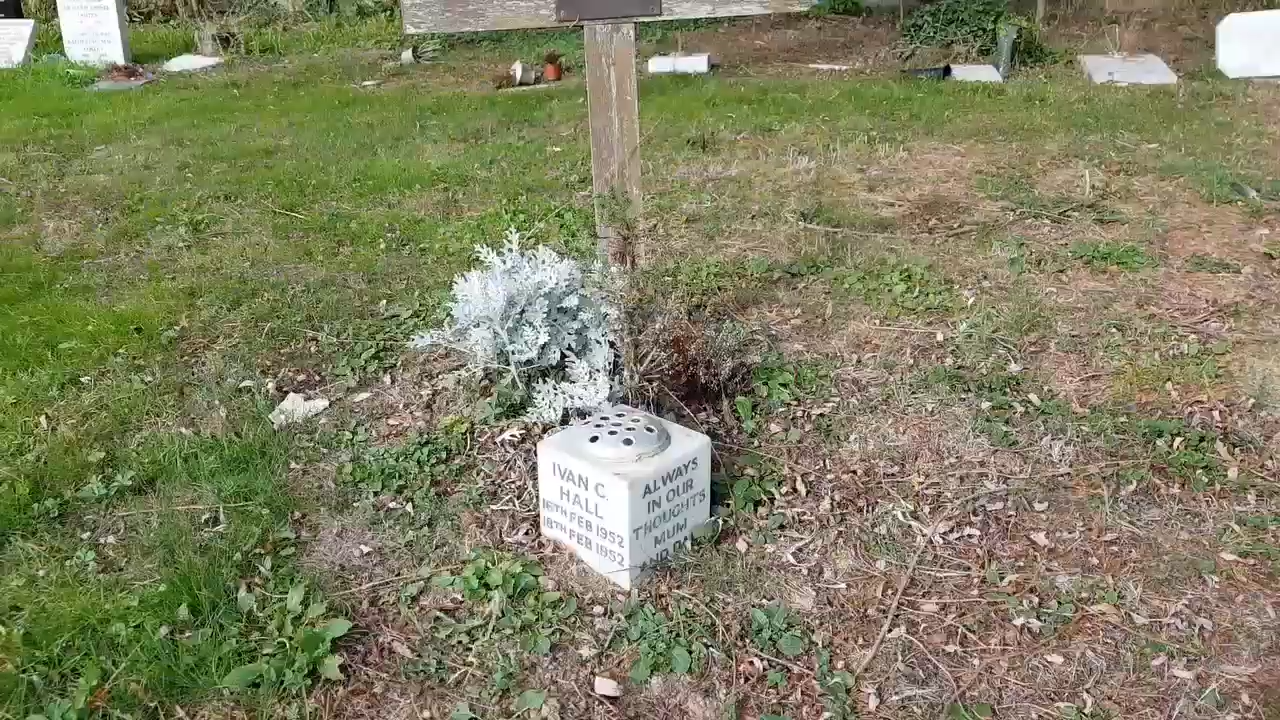 IVAN C.
HALL
16TH FEB 1952
18TH FEB 1952
ALWAYS
IN OUR
THOUGHTS
MUM